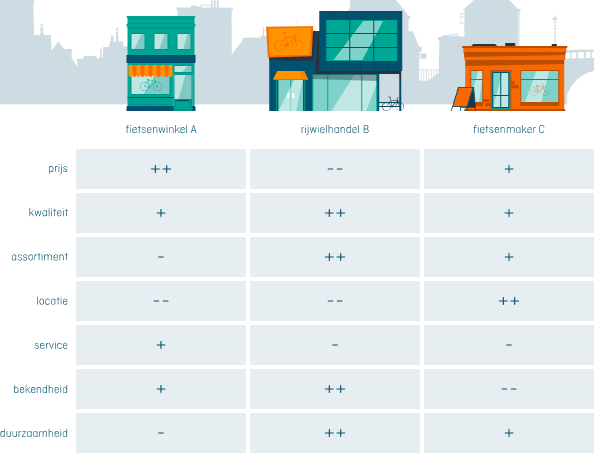 fietsenwinkel A rijwielhandel B fietsenmaker C
prijs ++ -- +
kwaliteit + ++ +
assortiment - ++ +
locatie -- -- ++
service + - -
bekendheid + ++ --
duurzaamheid - ++ +